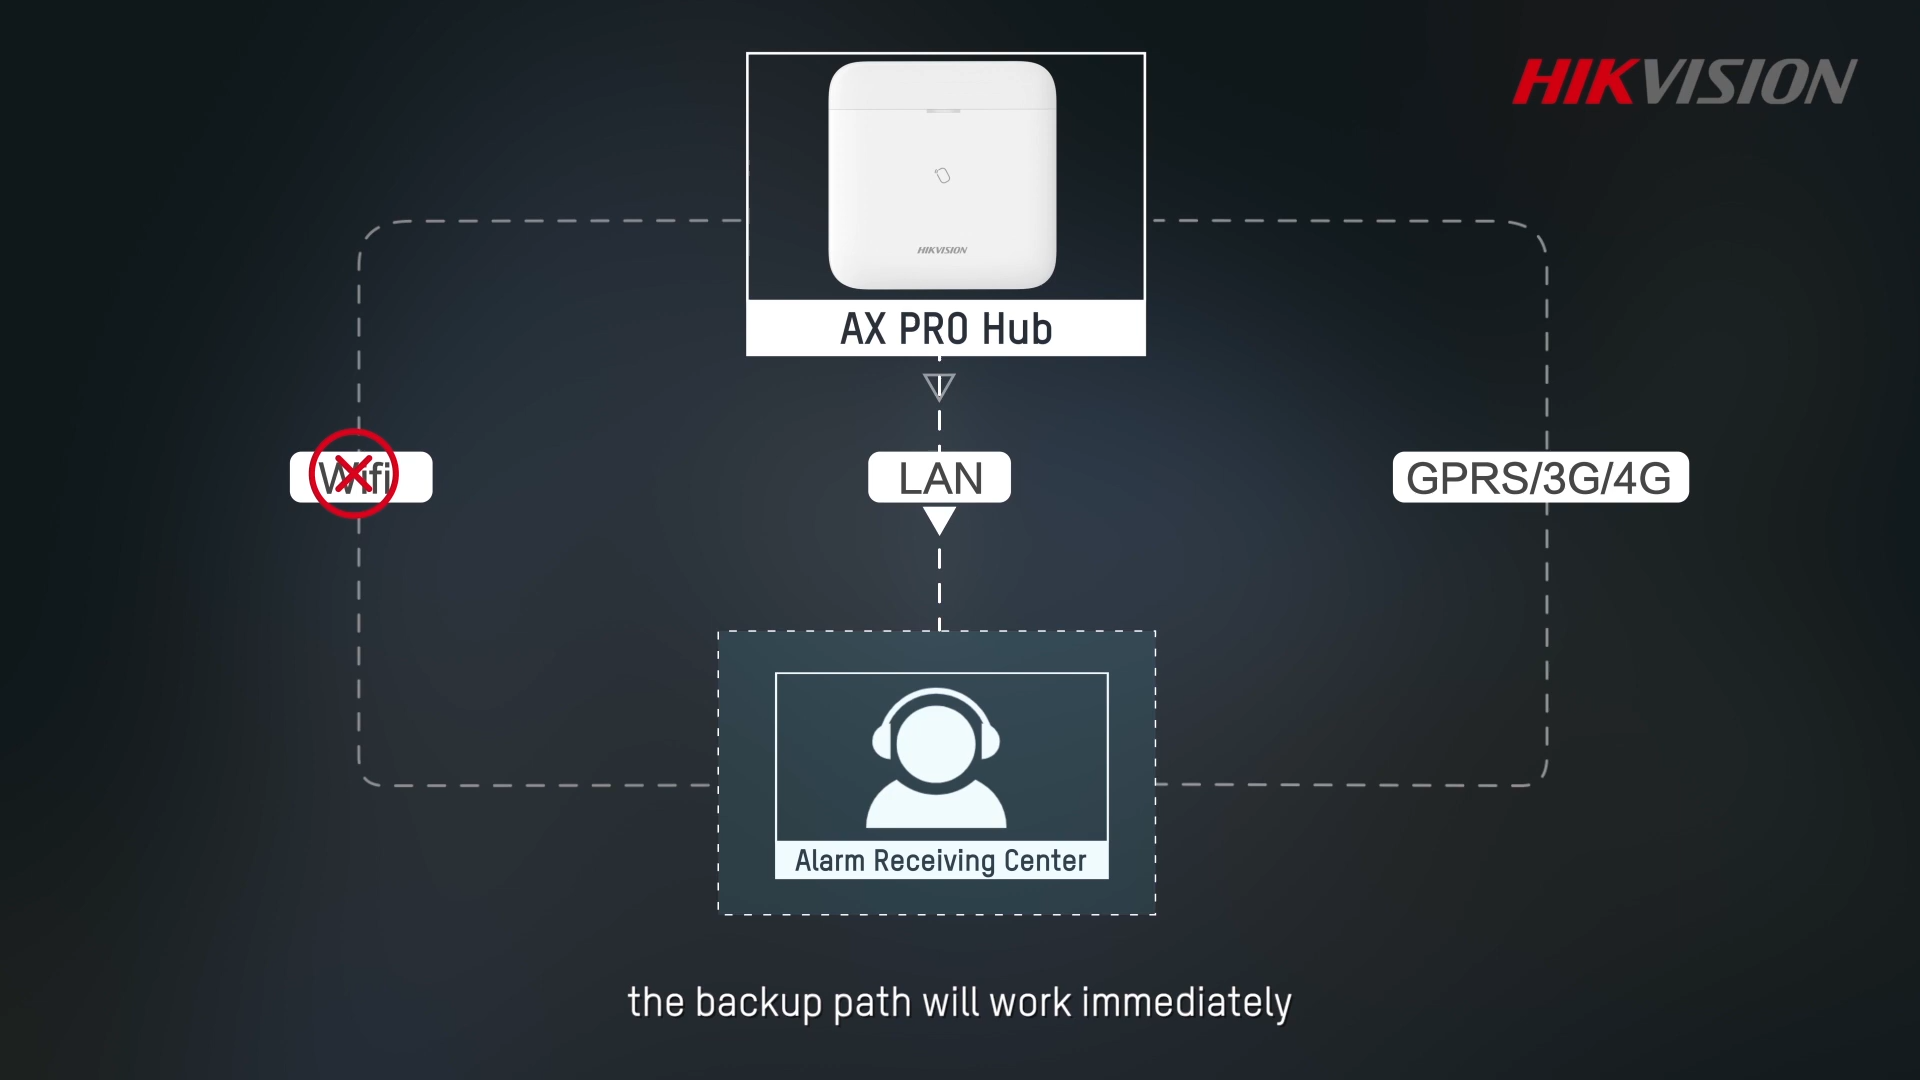 HIKVISION
HIKVISION
AX PRO Hub
Wifi
LAN
GPRS/3G/4G
Alarm Receiving Center
the backup path will work immediately